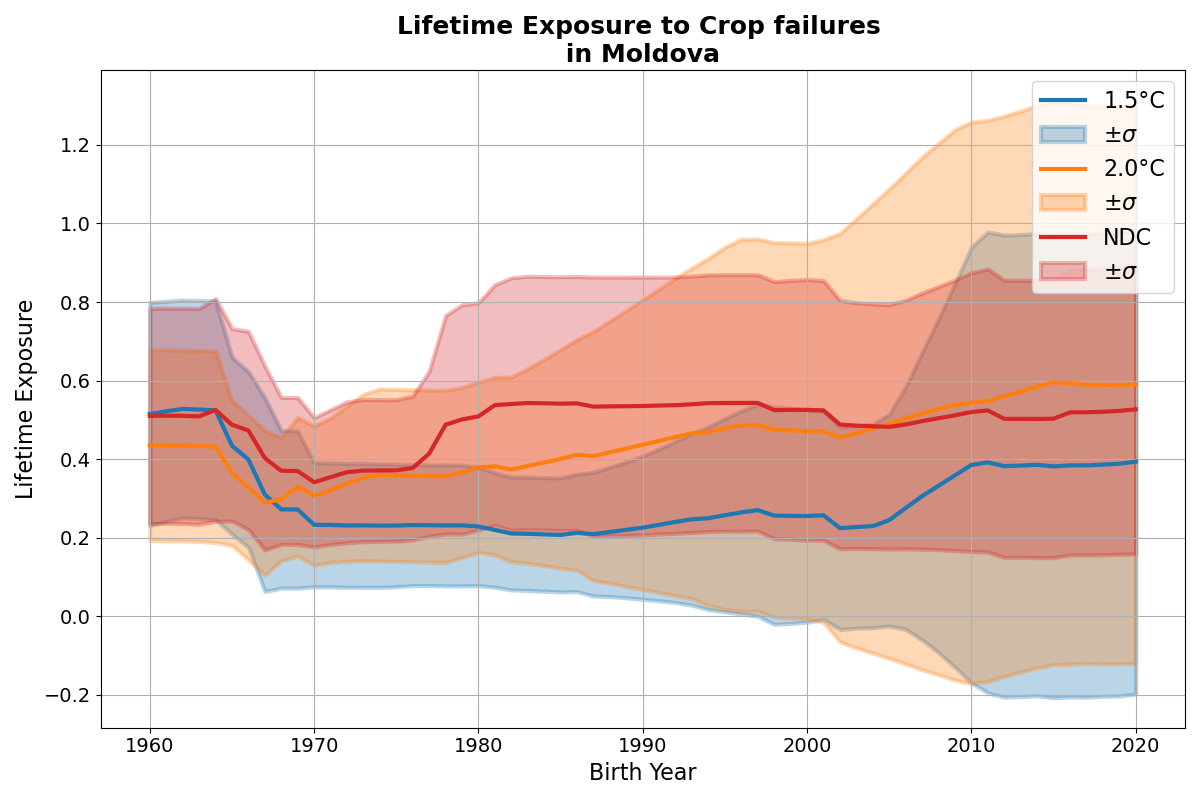 Lifetime Exposure to Crop failures
in Moldova
1.5°C
±σ
2.0°C
±σ
NDC
±σ
Lifetime Exposure
1.2
1.0
0.8
0.6
0.4
0.2
0.0
−0.2
1960
1970
1980
1990
2000
2010
2020
Birth Year